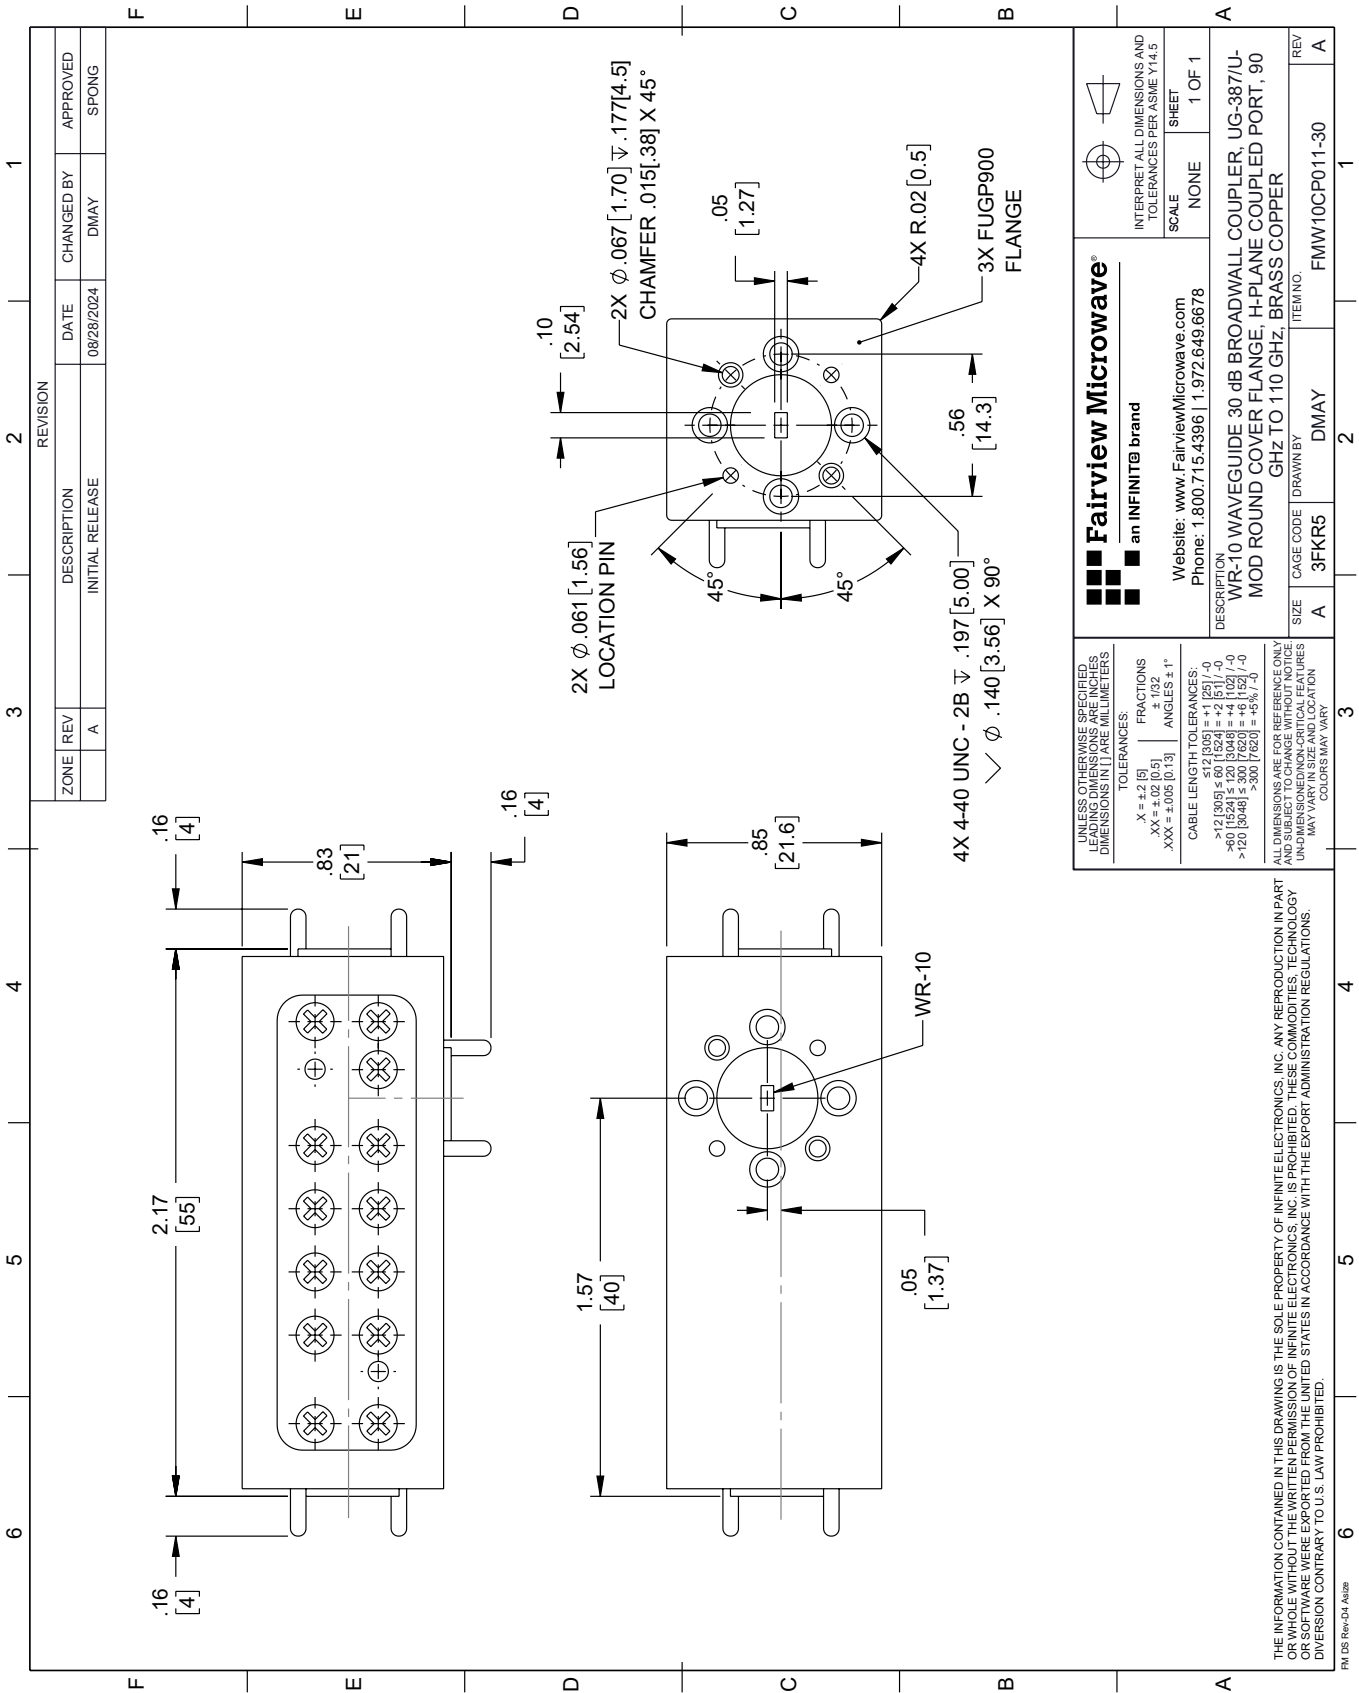 REVISION
ZONE REV DESCRIPTION DATE CHANGED BY APPROVED
A INITIAL RELEASE 08/28/2024 DMAY SPONG
6 5 4 3 2 1
F
E
D
C
B
A
.16
[4]
2.17
[55]
.16
[4]
.83
[21]
.16
[4]
1.57
[40]
.85
[21.6]
WR-10
.05
[1.37]
2X Ø.061 [1.56]
LOCATION PIN
.10
[2.54]
2X Ø.067 [1.70] ↧ .177[4.5]
CHAMFER .015[.38] X 45°
.05
[1.27]
45°
45°
.56
[14.3]
4X R.02 [0.5]
3X FUGP900
FLANGE
4X 4-40 UNC - 2B ↧ .197 [5.00]
⌵ Ø .140 [3.56] X 90°
THE INFORMATION CONTAINED IN THIS DRAWING IS THE SOLE PROPERTY OF INFINITE ELECTRONICS, INC. ANY REPRODUCTION IN PART
OR WHOLE WITHOUT THE WRITTEN PERMISSION OF INFINITE ELECTRONICS, INC. IS PROHIBITED. THESE COMMODITIES, TECHNOLOGY
OR SOFTWARE WERE EXPORTED FROM THE UNITED STATES IN ACCORDANCE WITH THE EXPORT ADMINISTRATION REGULATIONS.
DIVERSION CONTRARY TO U.S. LAW PROHIBITED.
UNLESS OTHERWISE SPECIFIED
LEADING DIMENSIONS ARE INCHES
DIMENSIONS IN [ ] ARE MILLIMETERS
TOLERANCES:
.X = ±.2 [5] FRACTIONS
.XX = ±.02 [0.5] ± 1/32
.XXX = ±.005 [0.13] ANGLES ± 1°
CABLE LENGTH TOLERANCES:
≤12 [305] = +1 [25] / -0
>12 [305] ≤ 60 [1524] = +2 [51] / -0
>60 [1524] ≤ 120 [3048] = +4 [102] / -0
>120 [3048] ≤ 300 [7620] = +6 [152] / -0
>300 [7620] = +5% / -0
ALL DIMENSIONS ARE FOR REFERENCE ONLY
AND SUBJECT TO CHANGE WITHOUT NOTICE.
UN-DIMENSIONED/NON-CRITICAL FEATURES
MAY VARY IN SIZE AND LOCATION
COLORS MAY VARY
Fairview Microwave®
an INFINIT@ brand
Website: www.FairviewMicrowave.com
Phone: 1.800.715.4396 | 1.972.649.6678
INTERPRET ALL DIMENSIONS AND
TOLERANCES PER ASME Y14.5
SCALE SHEET
NONE 1 OF 1
DESCRIPTION
WR-10 WAVEGUIDE 30 dB BROADWALL COUPLER, UG-387/U-
MOD ROUND COVER FLANGE, H-PLANE COUPLED PORT, 90
GHz TO 110 GHz, BRASS COPPER
SIZE CAGE CODE DRAWN BY ITEM NO. REV
A 3FKR5 DMAY FMW10CP011-30 A
F
E
D
C
B
A
6 5 4 3 2 1
FM DS Rev-D4 Asize